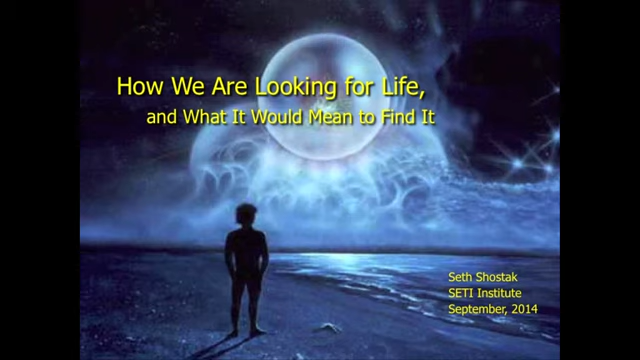 How We Are Looking for Life,
and What It Would Mean to Find It
Seth Shostak
SETI Institute
September, 2014